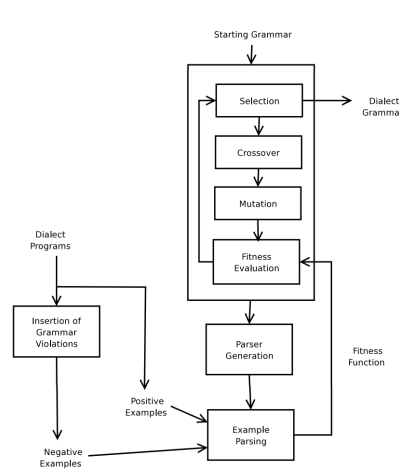 Starting Grammar
Selection
Dialect
Gramma
Crossover
Mutation
Dialect
Programs
Fitness
Evaluation
Insertion of
Grammar
Violations
Parser
Generation
Fitness
Function
Positive
Examples
Example
Parsing
Negative
Examples